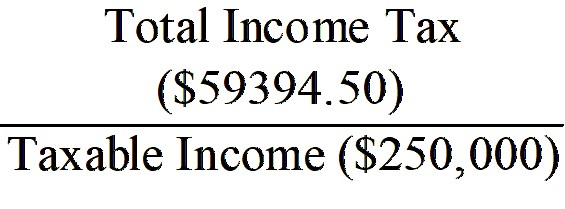 Total Income Tax
($59394.50)
Taxable Income ($250,000)